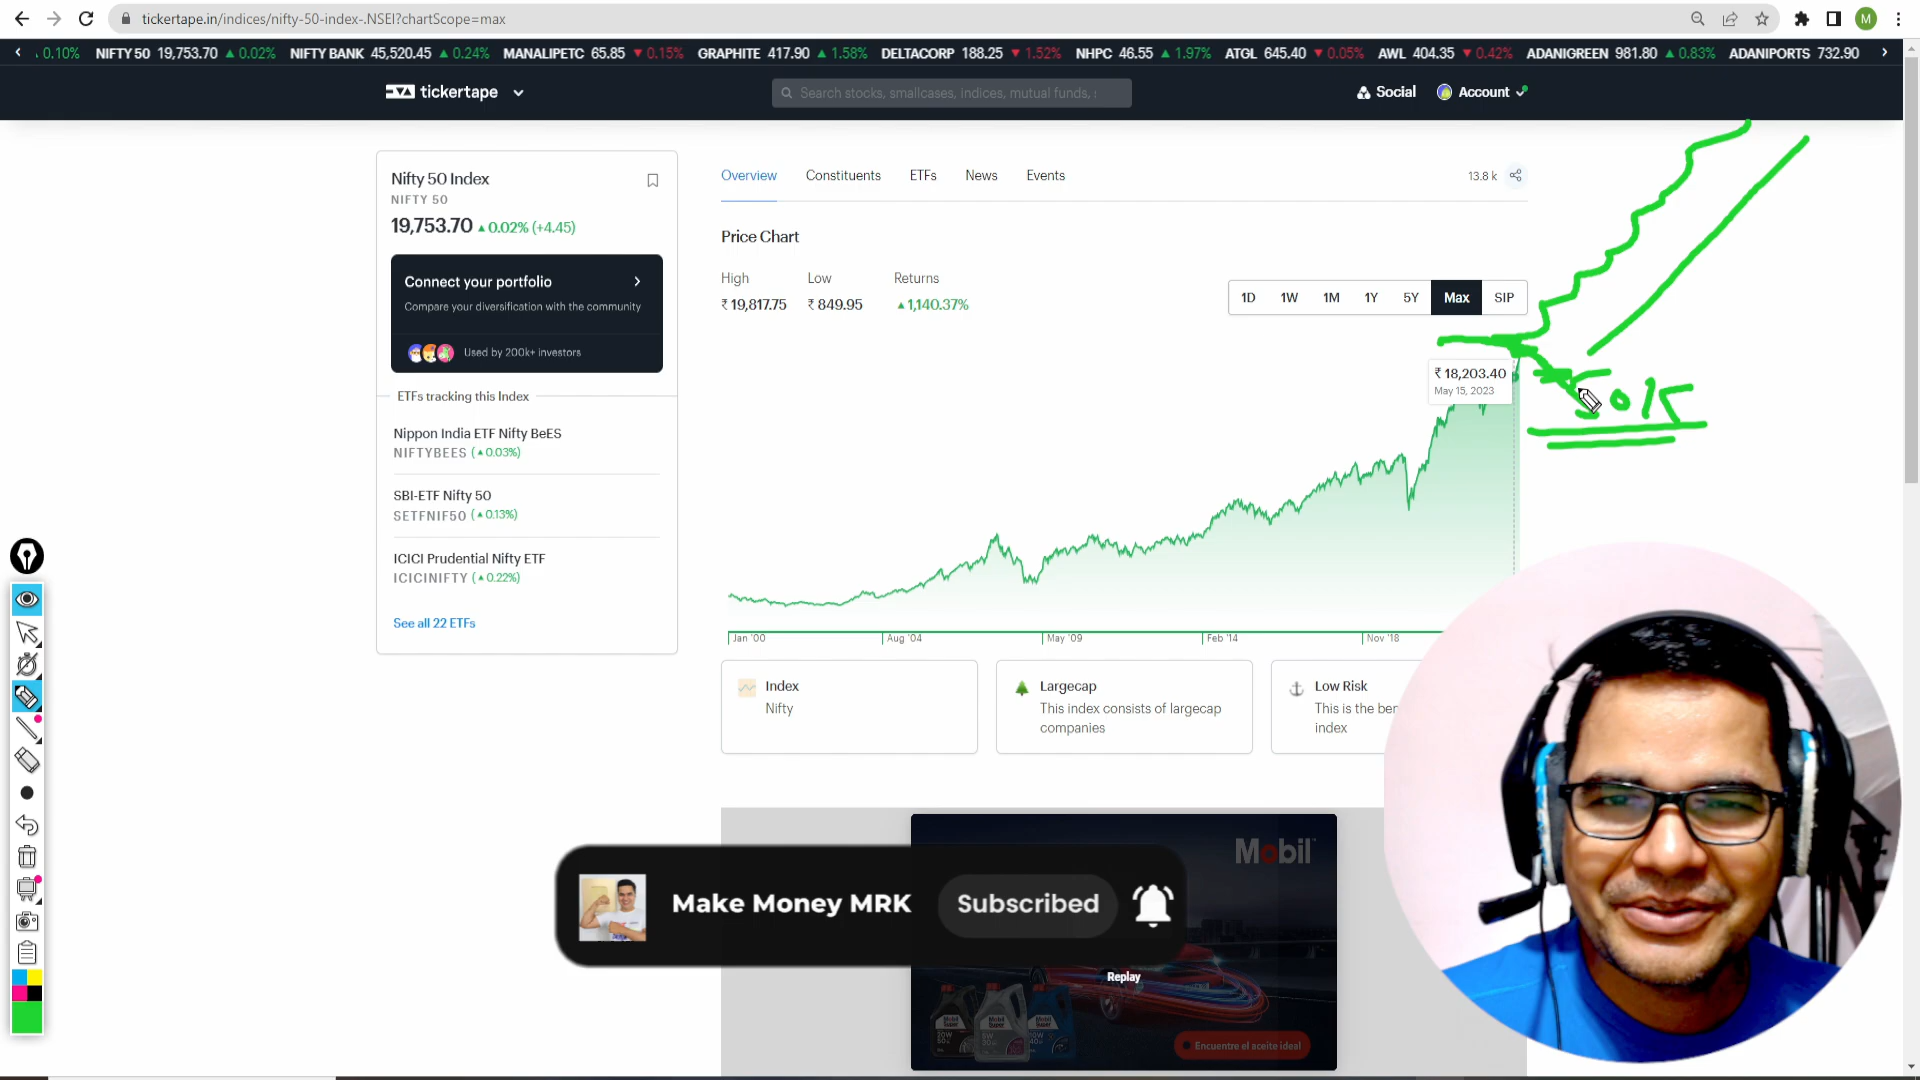 tickertape.in/indices/nifty-50-index-.NSEI?chartScope=max
M
0.10% NIFTY 50 19,753.70 ▲ 0.02% NIFTY BANK 45,520.45 ▲ 0.24% MANALIPETC 65.85 ▼ 0.15% GRAPHITE 417.90 ▲ 1.58% DELTACORP 188.25 ▼ 1.52% NHPC 46.55 ▲ 1.97% ATGL 645.40 ▼ 0.05% AWL 404.35 ▼ 0.42% ADANIGREEN 981.80 ▲ 0.83% ADANIPORTS 732.90
tickertape
Search stocks, smallcases, indices, mutual funds, :
Social
Account
Nifty 50 Index
NIFTY 50
19,753.70 ▲ 0.02% (+4.45)
Connect your portfolio
Compare your diversification with the community
Used by 200k+ investors
ETFs tracking this Index
Nippon India ETF Nifty BeES
NIFTYBEES (▲0.03%)
SBI-ETF Nifty 50
SETFNIF50 (▲0.13%)
ICICI Prudential Nifty ETF
ICICINIFTY (▲0.22%)
See all 22 ETFs
Overview Constituents ETFs News Events
13.8 k
Price Chart
High Low Returns
₹ 19,817.75 ₹ 849.95 ▲1,140.37%
1D 1W 1M 1Y 5Y Max SIP
₹ 18,203.40
May 15, 2023
Jan '00 Aug '04 May '09 Feb '14 Nov '18
Index
Nifty
Largecap
This index consists of largecap
companies
Low Risk
This is the
index
Mobil
Make Money MRK
Subscribed
Replay
Mobil Super Mobil Super Mobil Super
Encuentre el aceite ideal